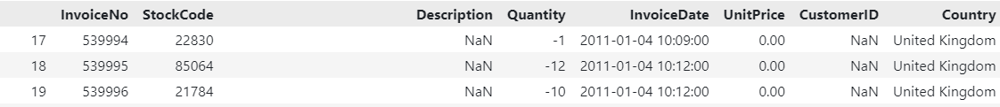 InvoiceNo StockCode Description Quantity InvoiceDate UnitPrice CustomerID Country
17 539994 22830 NaN -1 2011-01-04 10:09:00 0.00 NaN United Kingdom
18 539995 85064 NaN -12 2011-01-04 10:12:00 0.00 NaN United Kingdom
19 539996 21784 NaN -10 2011-01-04 10:12:00 0.00 NaN United Kingdom